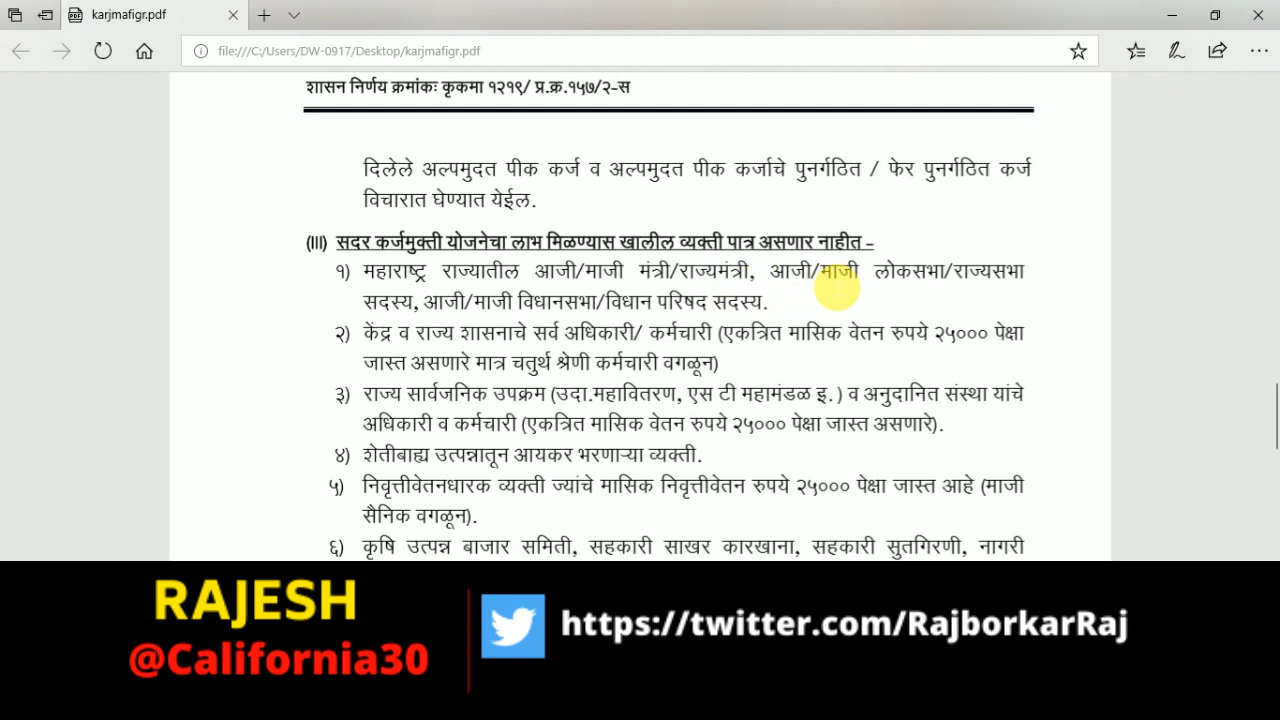 karjmafigr.pdf
file:///C:/Users/DW-0917/Desktop/karjmafigr.pdf
शासन निर्णय क्रमांकः कृकमा १२१९/ प्र.क्र.१५७/२-स
दिलेले अल्पमुदत पीक कर्ज व अल्पमुदत पीक कर्जाचे पुनर्गठित / फेर पुनर्गठित कर्ज
विचारात घेण्यात येईल.
(III) सदर कर्जमुक्ती योजनेचा लाभ मिळण्यास खालील व्यक्ती पात्र असणार नाहीत -
१) महाराष्ट्र राज्यातील आजी/माजी मंत्री/राज्यमंत्री, आजी/माजी लोकसभा/राज्यसभा
सदस्य, आजी/माजी विधानसभा/विधान परिषद सदस्य.
२) केंद्र व राज्य शासनाचे सर्व अधिकारी/ कर्मचारी (एकत्रित मासिक वेतन रुपये २५००० पेक्षा
जास्त असणारे मात्र चतुर्थ श्रेणी कर्मचारी वगळून)
३) राज्य सार्वजनिक उपक्रम (उदा.महावितरण, एस टी महामंडळ इ. ) व अनुदानित संस्था यांचे
अधिकारी व कर्मचारी (एकत्रित मासिक वेतन रुपये २५००० पेक्षा जास्त असणारे).
४) शेतीबाह्य उत्पन्नातून आयकर भरणाऱ्या व्यक्ती.
५) निवृत्तीवेतनधारक व्यक्ती ज्यांचे मासिक निवृत्तीवेतन रुपये २५००० पेक्षा जास्त आहे (माजी
सैनिक वगळून).
६) कृषि उत्पन्न बाजार समिती, सहकारी साखर कारखाना, सहकारी सुतगिरणी, नागरी
RAJESH
@California30
https://twitter.com/RajborkarRaj